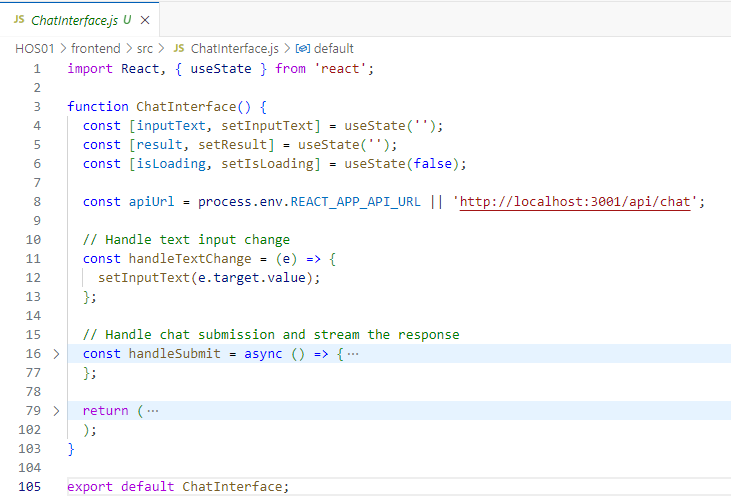 JS ChatInterface.js U ×
HOS01 > frontend > src > JS ChatInterface.js > default
1 import React, { useState } from 'react';
2
3 function ChatInterface() {
4 const [inputText, setInputText] = useState('');
5 const [result, setResult] = useState('');
6 const [isLoading, setIsLoading] = useState(false);
7
8 const apiUrl = process.env.REACT_APP_API_URL || 'http://localhost:3001/api/chat';
9
10 // Handle text input change
11 const handleTextChange = (e) => {
12 setInputText(e.target.value);
13 };
14
15 // Handle chat submission and stream the response
16 > const handleSubmit = async () => { ···
77 };
78
79 > return ( ···
102 );
103 }
104
105 export default ChatInterface;